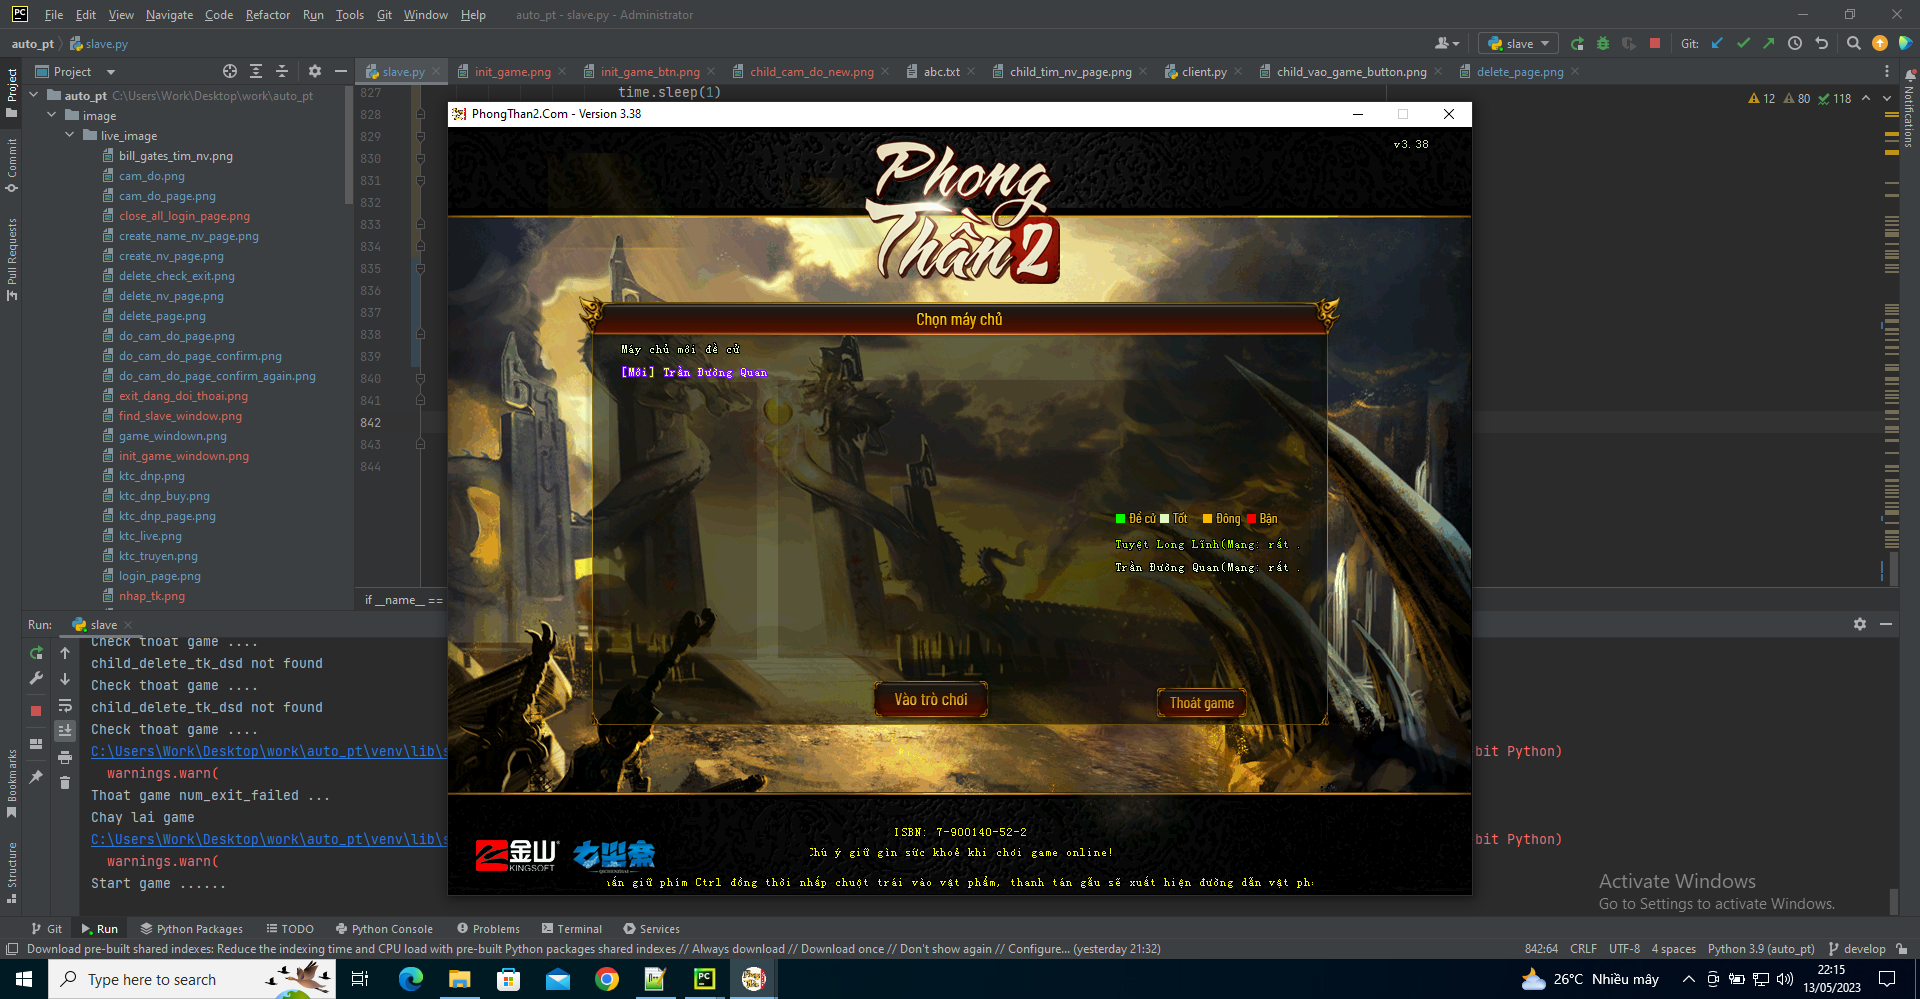 File Edit View Navigate Code Refactor Run Tools Git Window Help auto_pt - slave.py - Administrator
auto_pt slave.py
slave Git:
Project
slave.py init_game.png init_game_btn.png child_cam_do_new.png abc.txt child_tim_nv_page.png client.py child_vao_game_button.png delete_page.png
Project
Commit
Pull Requests
Bookmarks
Structure
Notifications
auto_pt C:\Users\Work\Desktop\work\auto_pt
image
live_image
bill_gates_tim_nv.png
cam_do.png
cam_do_page.png
close_all_login_page.png
create_name_nv_page.png
create_nv_page.png
delete_check_exit.png
delete_nv_page.png
delete_page.png
do_cam_do_page.png
do_cam_do_page_confirm.png
do_cam_do_page_confirm_again.png
exit_dang_doi_thoai.png
find_slave_window.png
game_windown.png
init_game_windown.png
ktc_dnp.png
ktc_dnp_buy.png
ktc_dnp_page.png
ktc_live.png
ktc_truyen.png
login_page.png
nhap_tk.png
827 time.sleep(1)
828
829
830
831
832
833
834
835
836
837
838
839
840
841
842
843
844
12 80 118
if __name__ ==
PhongThan2.Com - Version 3.38
v3.38
Phong
Thần 2
Chọn máy chủ
Máy chủ mới đề cử
[Mới] Trần Đường Quan
Đề cử Tốt Đông Bận
Tuyệt Long Lĩnh(Mạng: rất .
Trần Đường Quan(Mạng: rất .
Vào trò chơi
Thoát game
ISBN: 7-900140-52-2
Chú ý giữ gìn sức khoẻ khi chơi game online!
金山
KINGSOFT
giữ phím Ctrl đồng thời nhấp chuột trái vào vật phẩm, thanh tán gẫu sẽ xuất hiện đường dẫn vật ph
Run: slave
Check thoat game ....
child_delete_tk_dsd not found
Check thoat game ....
child_delete_tk_dsd not found
Check thoat game ....
C:\Users\Work\Desktop\work\auto_pt\venv\lib\s bit Python)
warnings.warn(
Thoat game num_exit_failed ...
Chay lai game
C:\Users\Work\Desktop\work\auto_pt\venv\lib\s bit Python)
warnings.warn(
Start game ......
Activate Windows
Go to Settings to activate Windows.
Git Run Python Packages TODO Python Console Problems Terminal Services
Download pre-built shared indexes: Reduce the indexing time and CPU load with pre-built Python packages shared indexes // Always download // Download once // Don't show again // Configure... (yesterday 21:32)
842:64 CRLF UTF-8 4 spaces Python 3.9 (auto_pt) develop
Type here to search
26°C Nhiều mây
22:15
13/05/2023